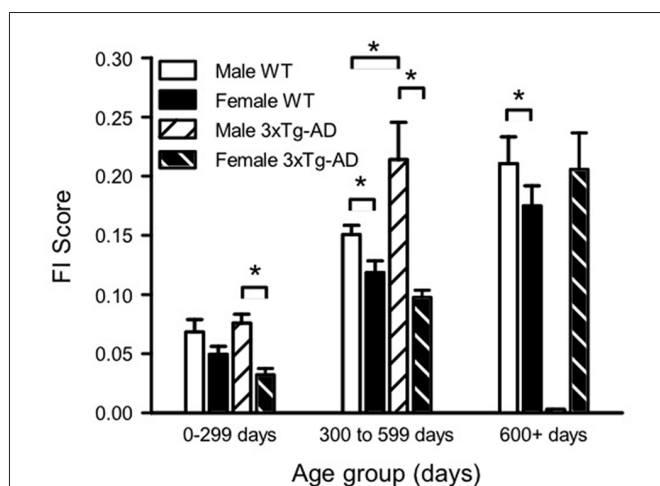 0.30
0.25
0.20
0.15
0.10
0.05
0.00
FI Score
Male WT
Female WT
Male 3xTg-AD
Female 3xTg-AD
*
*
*
*
*
0-299 days
300 to 599 days
600+ days
Age group (days)